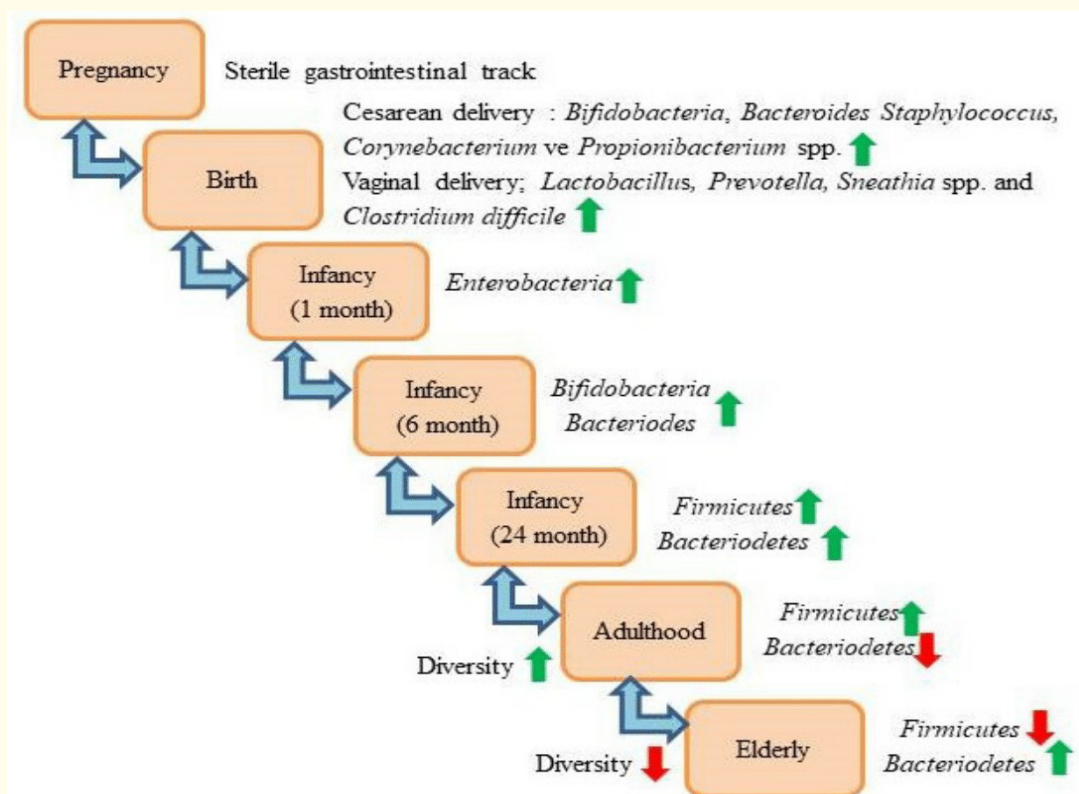 Pregnancy
Sterile gastrointestinal track
Cesarean delivery : Bifidobacteria, Bacteroides Staphylococcus,
Corynebacterium ve Propionibacterium spp.
Birth
Vaginal delivery; Lactobacillus, Prevotella, Sneathia spp. and
Clostridium difficile
Infancy
(1 month)
Enterobacteria
Infancy
(6 month)
Bifidobacteria
Bacteriodes
Infancy
(24 month)
Firmicutes
Bacteriodetes
Adulthood
Firmicutes
Bacteriodetes
Diversity
Elderly
Firmicutes
Bacteriodetes
Diversity